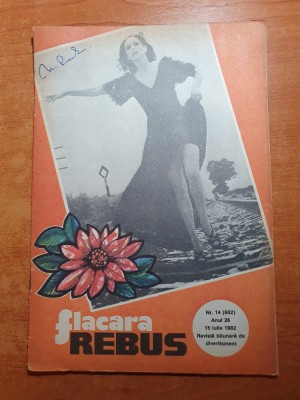 flacara
REBUS
Nr. 14 (602)
Anul 26
15 iulie 1982
Revistă bilunară de
divertisment